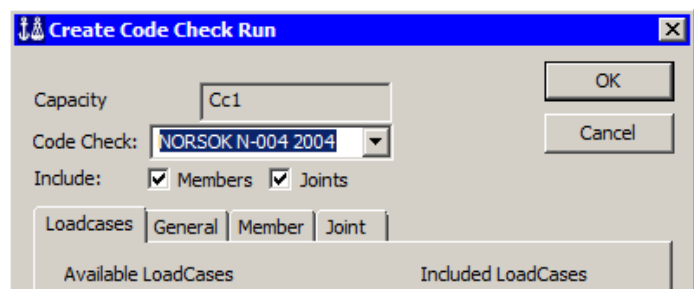 Create Code Check Run
OK
Capacity Cc1
Code Check: NORSOK N-004 2004 Cancel
Include: Members Joints
Loadcases General Member Joint
Available LoadCases Included LoadCases